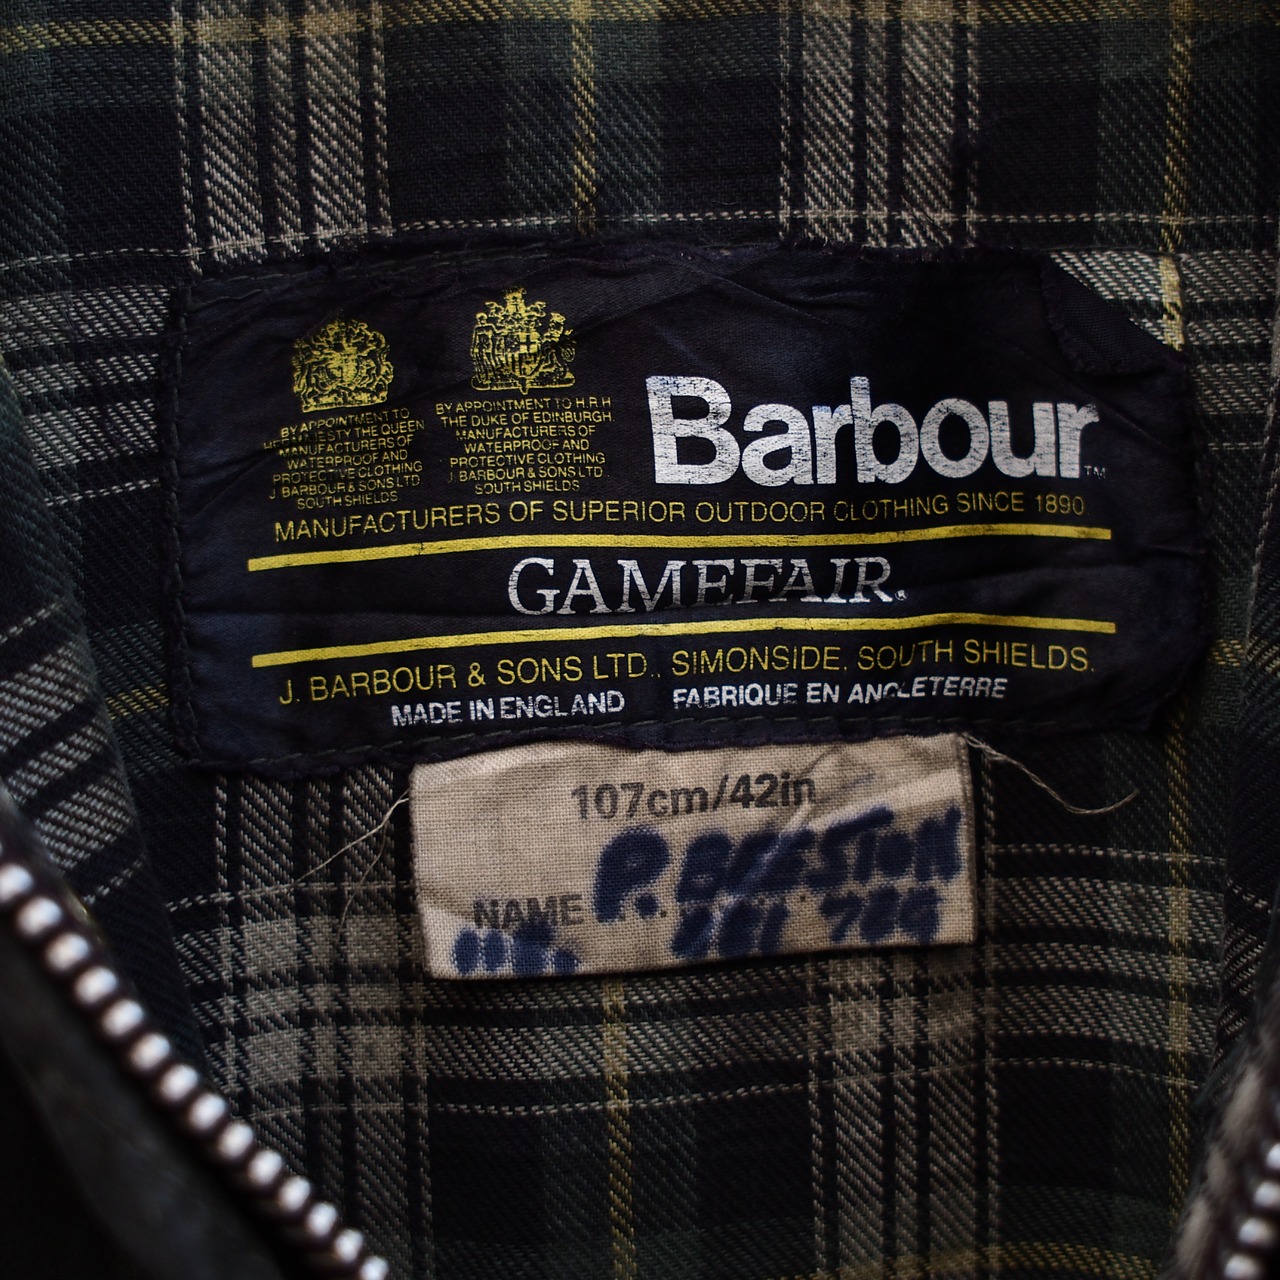 BY APPOINTMENT TO
HER MAJESTY THE QUEEN
MANUFACTURERS OF
WATERPROOF AND
PROTECTIVE CLOTHING
J BARBOUR & SONS LTD
SOUTH SHIELDS
BY APPOINTMENT TO H.R.H
THE DUKE OF EDINBURGH
MANUFACTURERS OF
WATERPROOF AND
PROTECTIVE CLOTHING
J BARBOUR & SONS LTD
SOUTH SHIELDS
Barbour™
MANUFACTURERS OF SUPERIOR OUTDOOR CLOTHING SINCE 1890
GAMEFAIR®
J. BARBOUR & SONS LTD., SIMONSIDE, SOUTH SHIELDS.
MADE IN ENGLAND FABRIQUE EN ANGLETERRE
107cm/42in
NAME P.